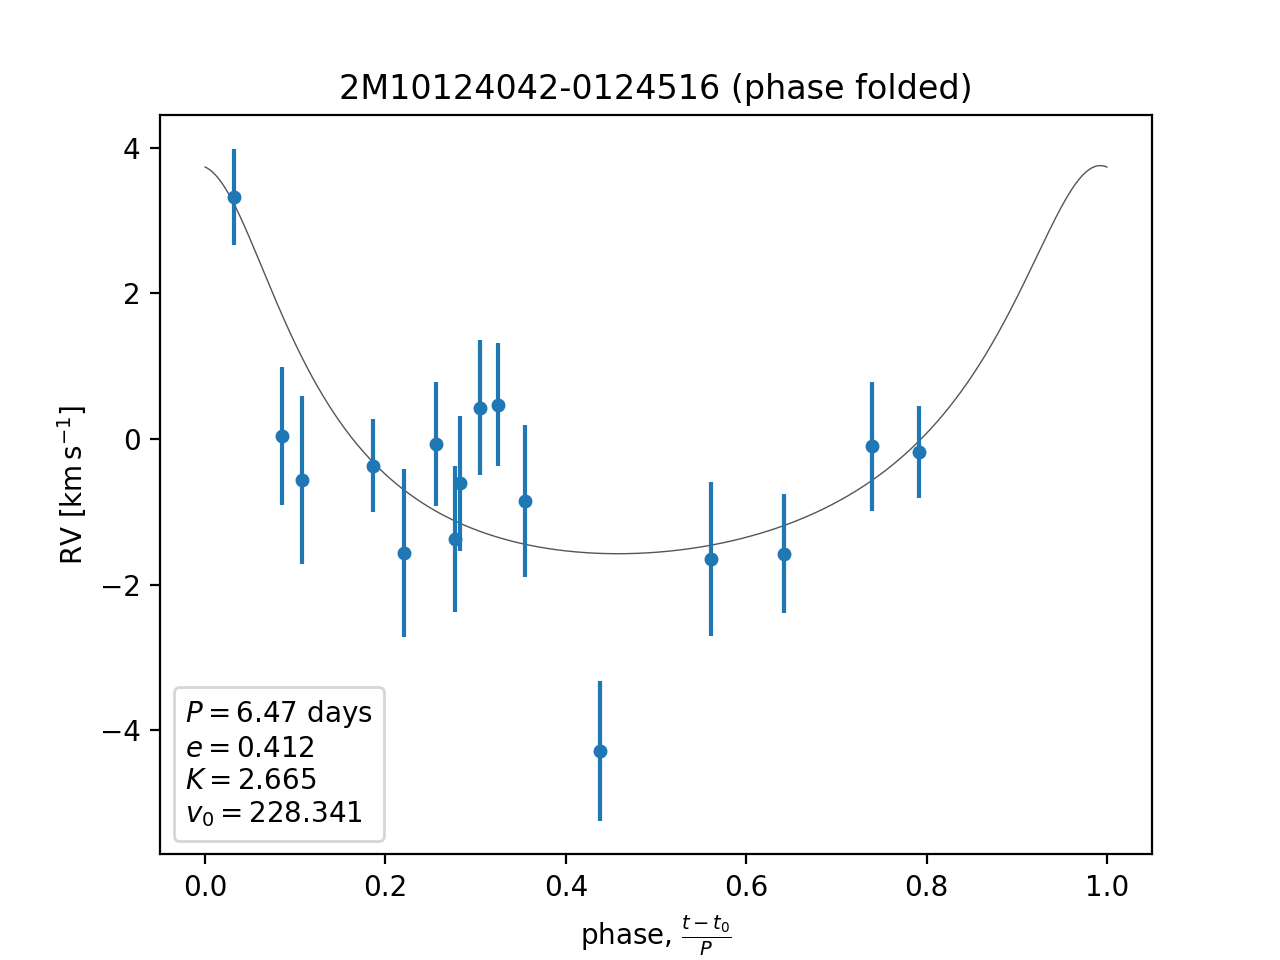 2M10124042-0124516 (phase folded)
RV [km s⁻¹]
4
2
0
−2
−4
P = 6.47 days
e = 0.412
K = 2.665
v₀ = 228.341
0.0 0.2 0.4 0.6 0.8 1.0
phase, (t − t₀)/P